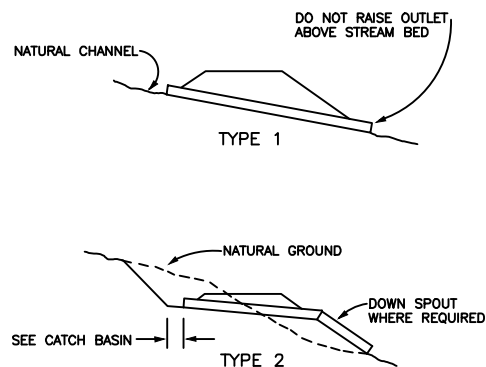 DO NOT RAISE OUTLET
ABOVE STREAM BED
NATURAL CHANNEL
TYPE 1
NATURAL GROUND
DOWN SPOUT
WHERE REQUIRED
SEE CATCH BASIN
TYPE 2